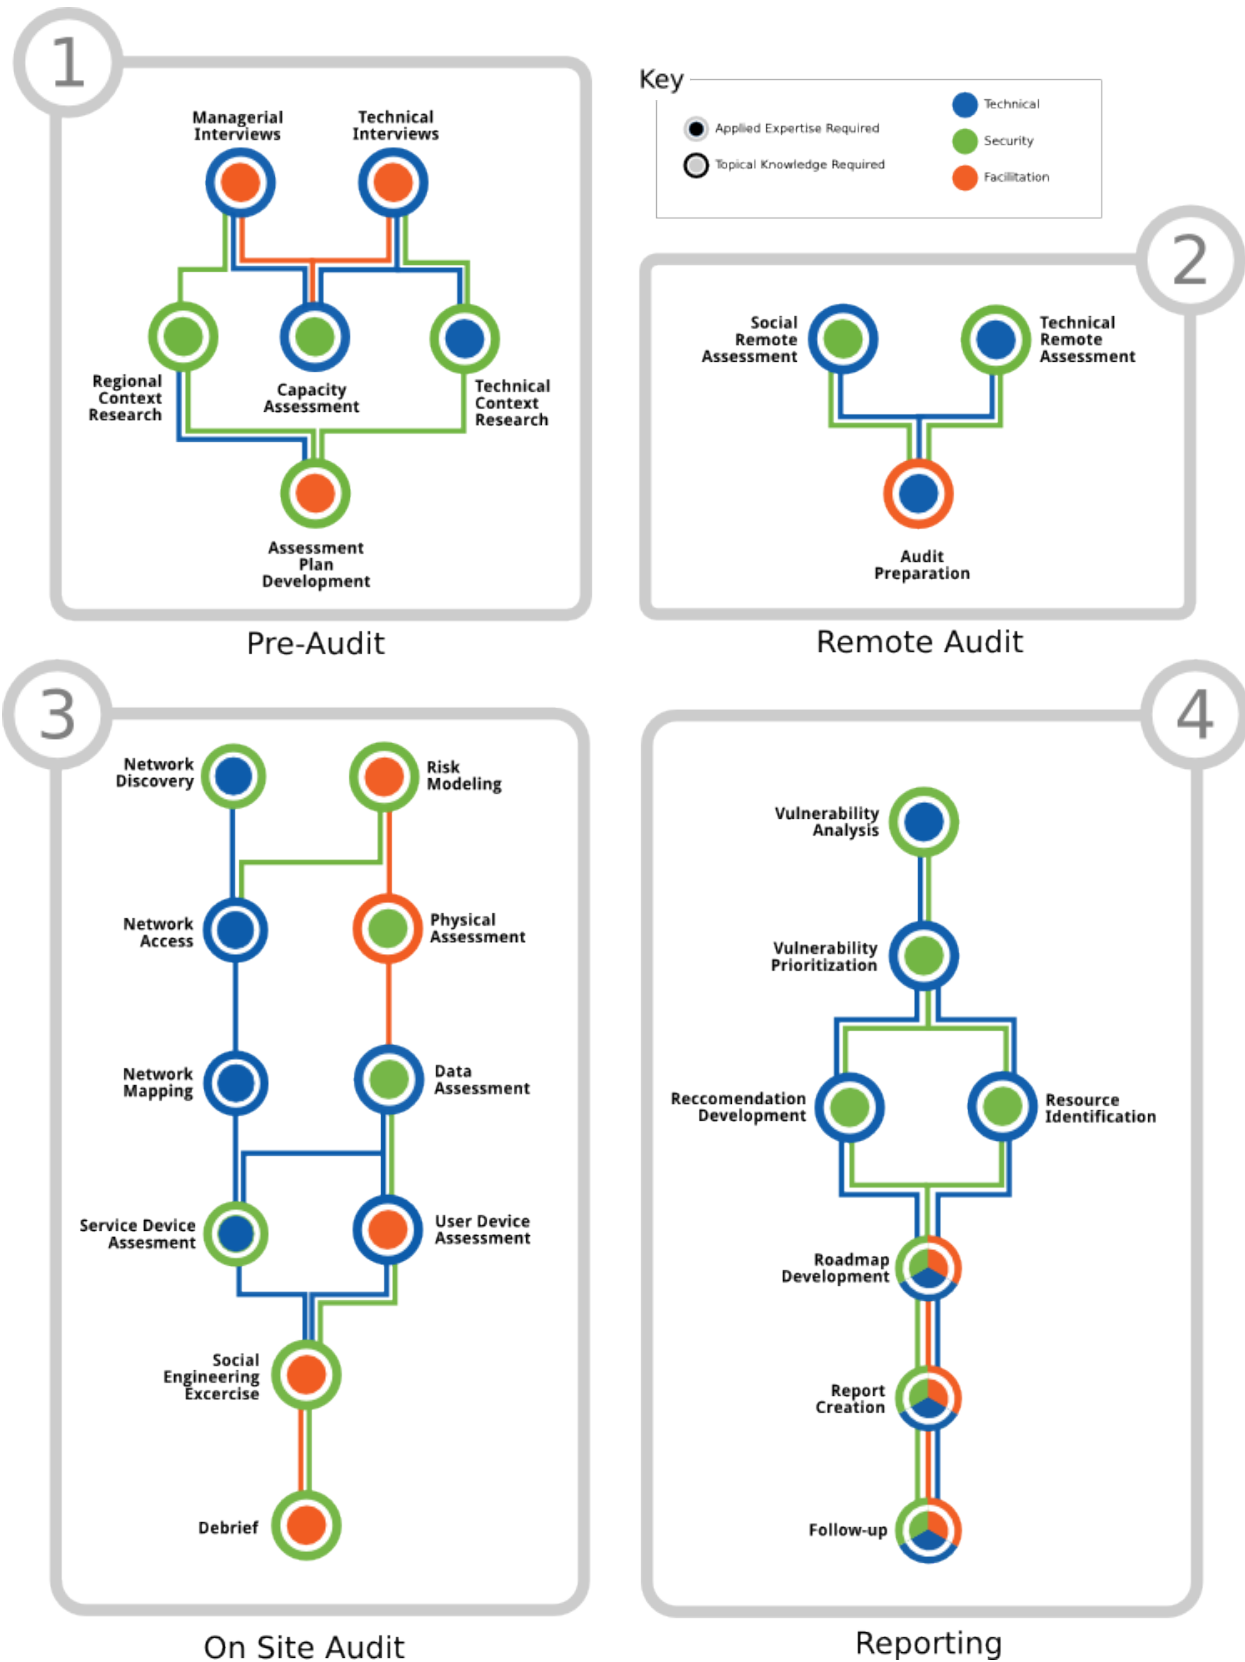 1
Managerial
Interviews
Technical
Interviews
Regional
Context
Research
Capacity
Assessment
Technical
Context
Research
Assessment
Plan
Development
Pre-Audit
Key
Applied Expertise Required
Topical Knowledge Required
Technical
Security
Facilitation
2
Social
Remote
Assessment
Technical
Remote
Assessment
Audit
Preparation
Remote Audit
3
Network
Discovery
Risk
Modeling
Network
Access
Physical
Assessment
Network
Mapping
Data
Assessment
Service Device
Assesment
User Device
Assessment
Social
Engineering
Excercise
Debrief
On Site Audit
4
Vulnerability
Analysis
Vulnerability
Prioritization
Reccomendation
Development
Resource
Identification
Roadmap
Development
Report
Creation
Follow-up
Reporting